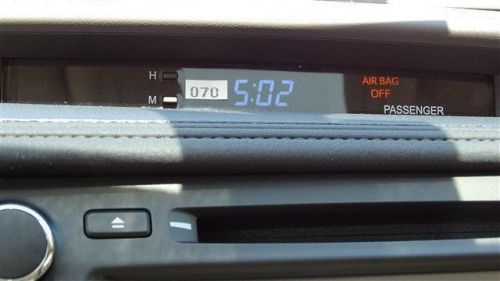 H
M
070 5:02
AIR BAG
OFF
PASSENGER